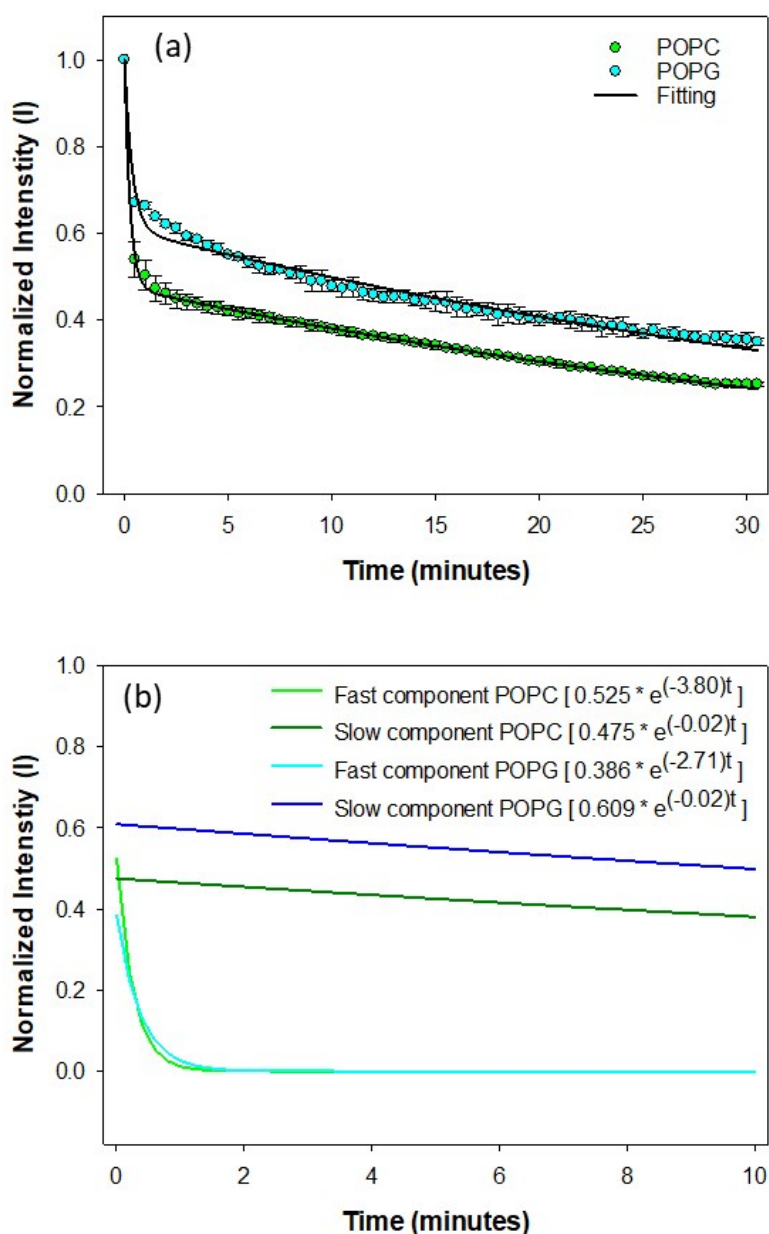 (a)
POPC
POPG
Fitting
1.0
0.8
0.6
0.4
0.2
0.0
Normalized Intenstity (I)
0 5 10 15 20 25 30
Time (minutes)
(b)
Fast component POPC [ 0.525 * e(-3.80)t ]
Slow component POPC [ 0.475 * e(-0.02)t ]
Fast component POPG [ 0.386 * e(-2.71)t ]
Slow component POPG [ 0.609 * e(-0.02)t ]
1.0
0.8
0.6
0.4
0.2
0.0
Normalized Intenstiy (I)
0 2 4 6 8 10
Time (minutes)